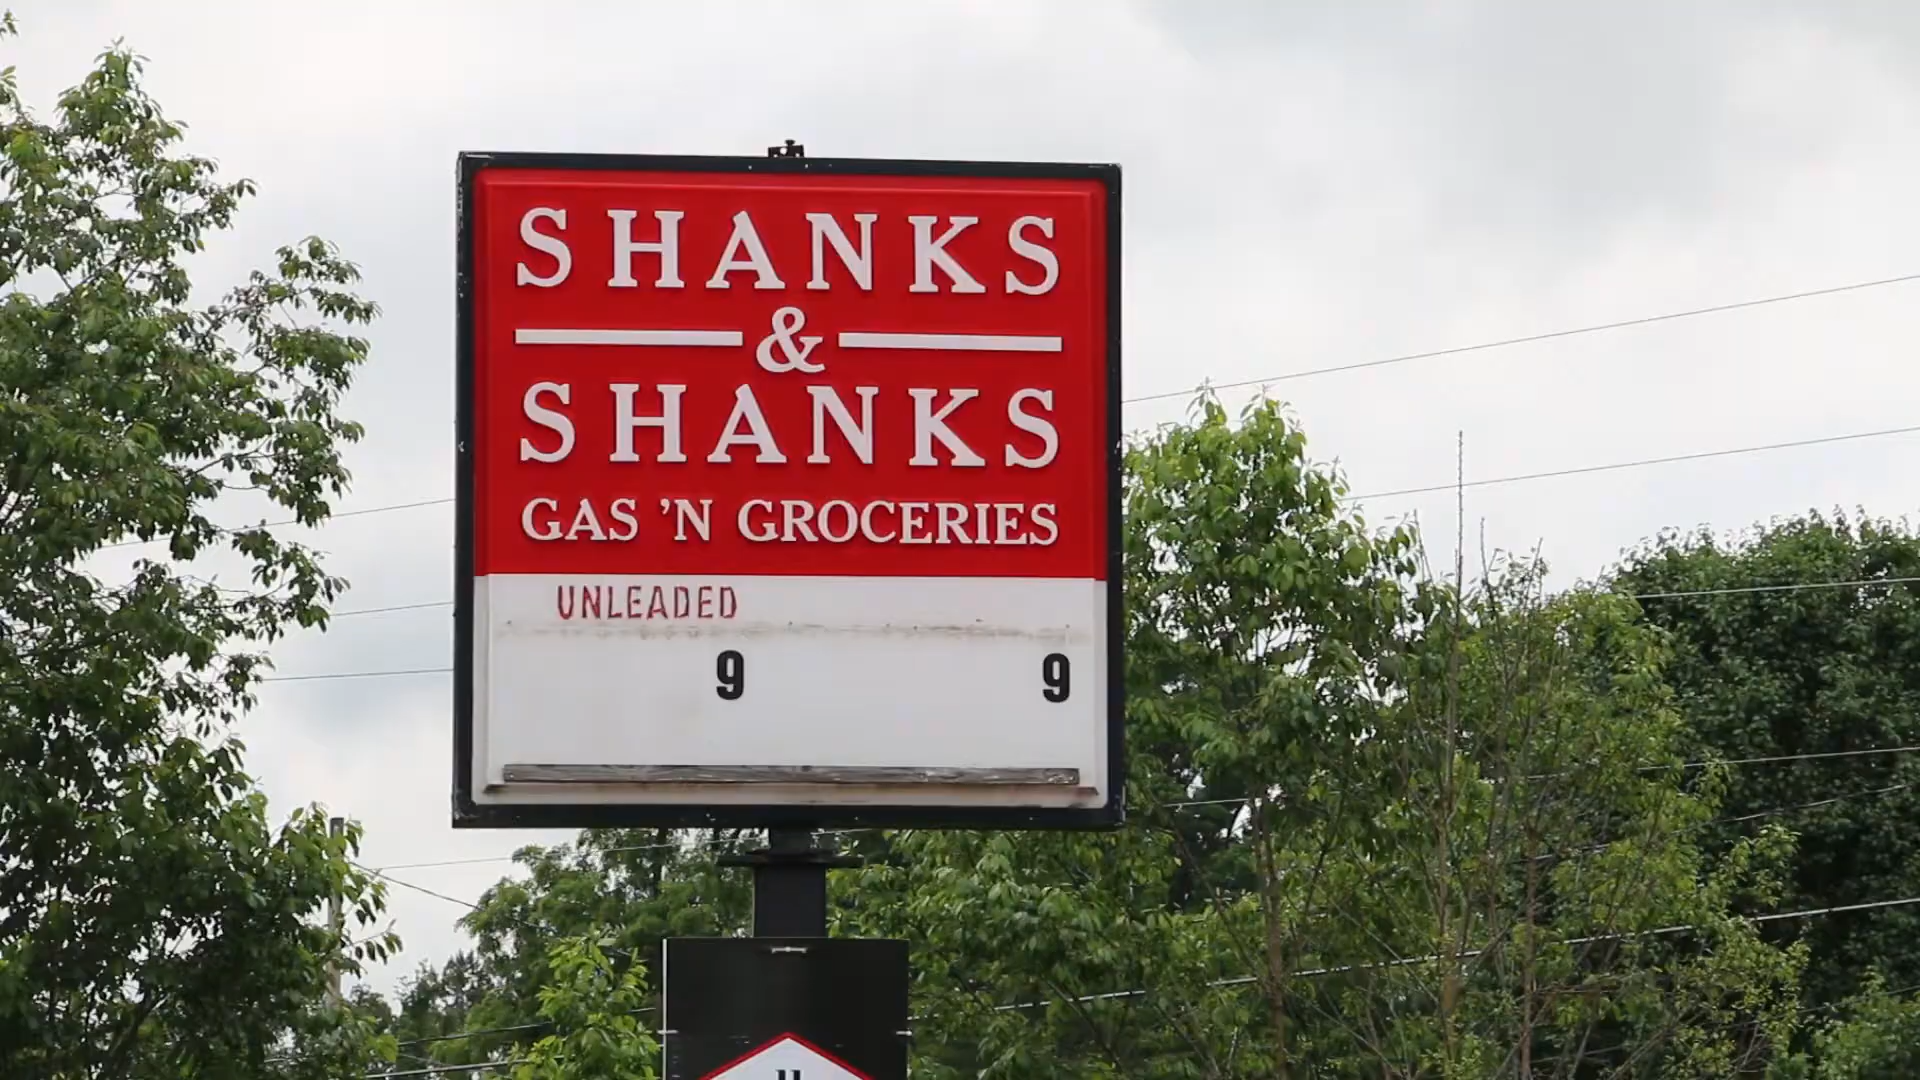 SHANKS
&
SHANKS
GAS 'N GROCERIES
UNLEADED
9 9